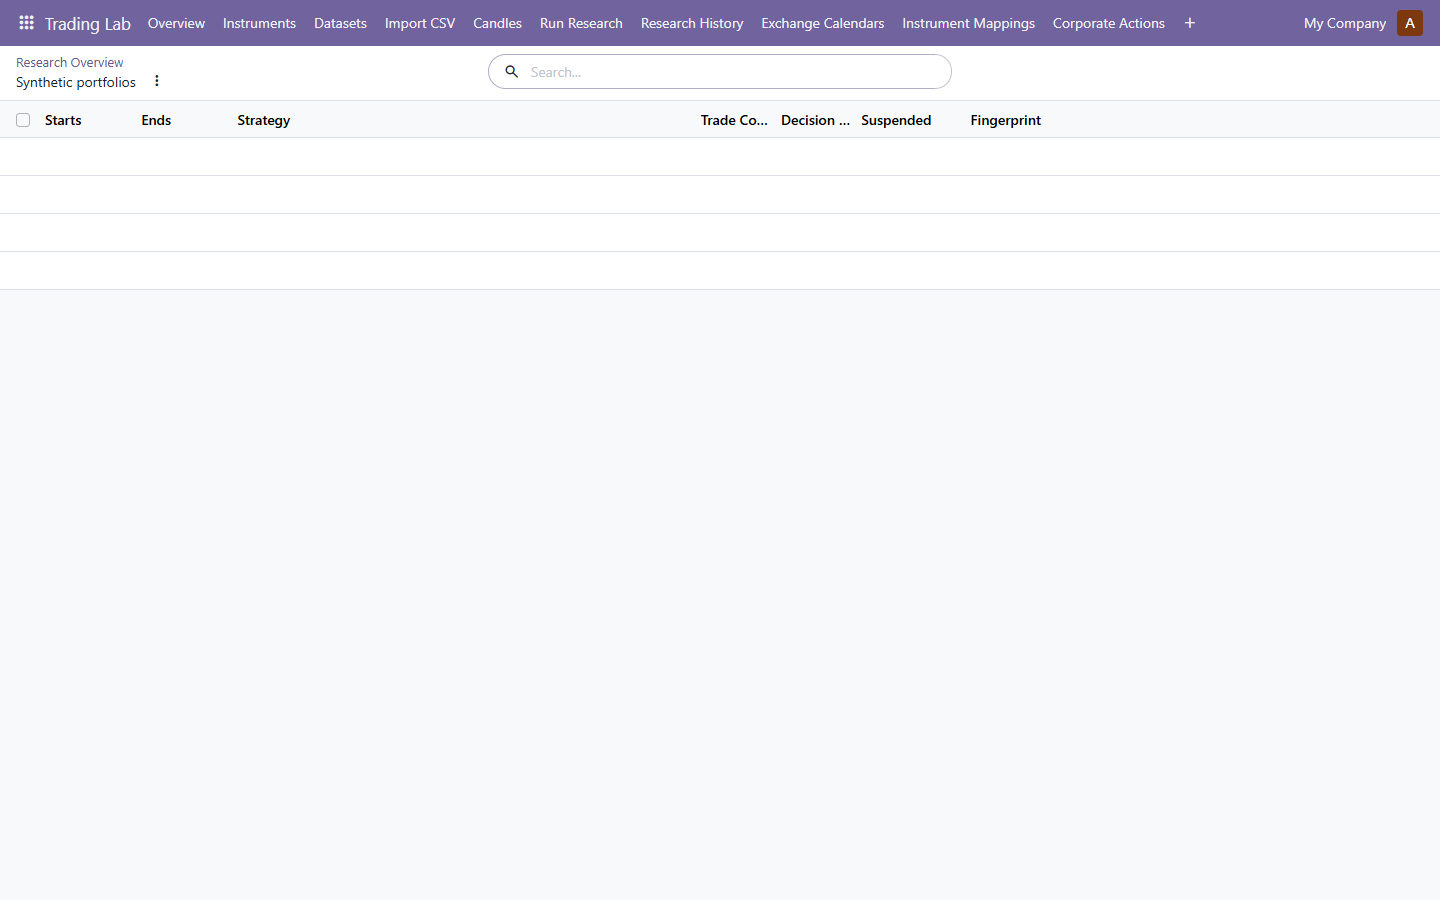 Trading Lab Overview Instruments Datasets Import CSV Candles Run Research Research History Exchange Calendars Instrument Mappings Corporate Actions + My Company A
Research Overview
Synthetic portfolios
Search...
Starts Ends Strategy Trade Co... Decision ... Suspended Fingerprint